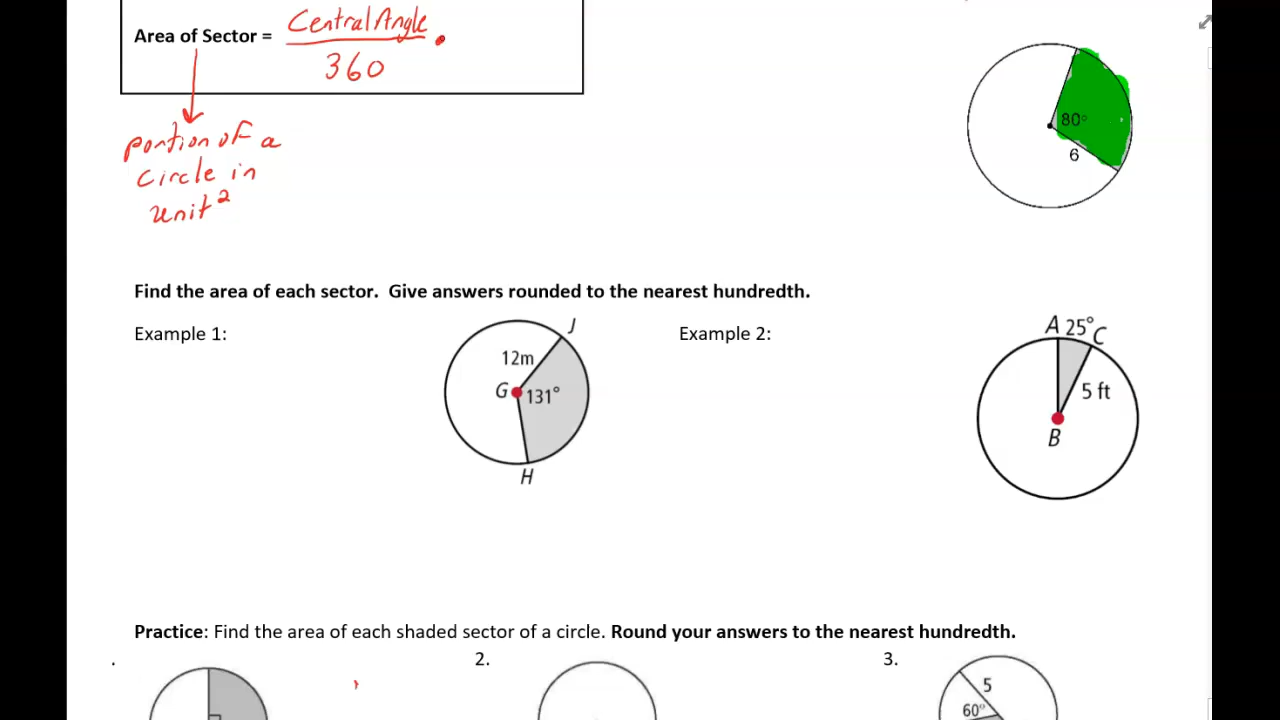 Area of Sector = Central Angle .
360
portion of a
circle in
unit²
80°
6
Find the area of each sector. Give answers rounded to the nearest hundredth.
Example 1:
J
12m
G
131°
H
Example 2:
A 25° C
5 ft
B
Practice: Find the area of each shaded sector of a circle. Round your answers to the nearest hundredth.
.
2.
3.
5
60°